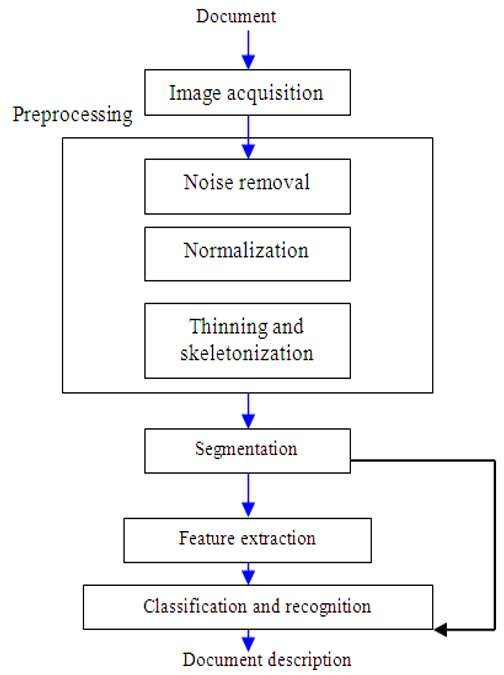 Document
Image acquisition
Preprocessing
Noise removal
Normalization
Thinning and
skeletonization
Segmentation
Feature extraction
Classification and recognition
Document description